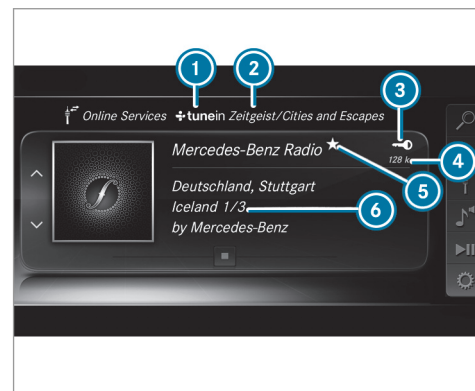 1 2 3
Online Services tunein Zeitgeist/Cities and Escapes
Mercedes-Benz Radio
128 k 4
5
Deutschland, Stuttgart
Iceland 1/3 6
by Mercedes-Benz